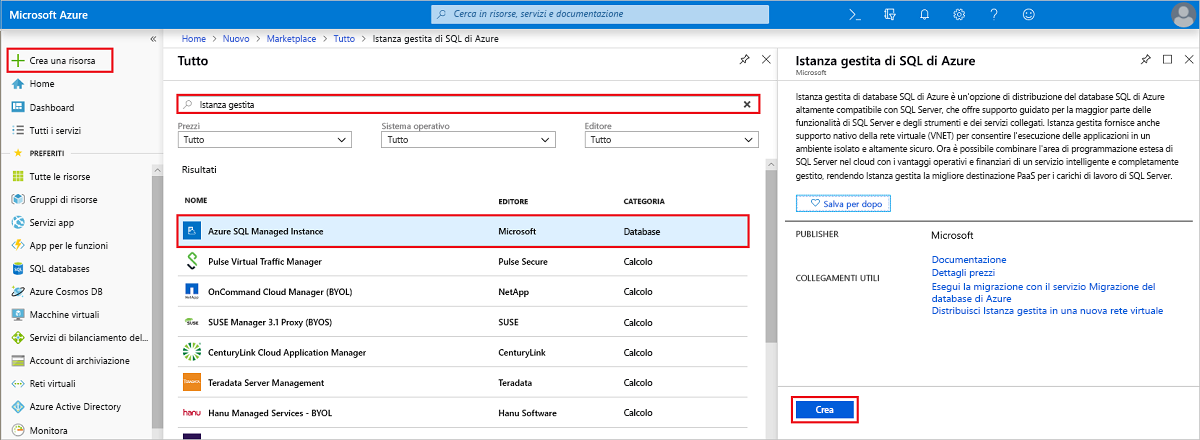 Microsoft Azure
Cerca in risorse, servizi e documentazione
Crea una risorsa
Home
Dashboard
Tutti i servizi
PREFERITI
Tutte le risorse
Gruppi di risorse
Servizi app
App per le funzioni
SQL databases
Azure Cosmos DB
Macchine virtuali
Servizi di bilanciamento del...
Account di archiviazione
Reti virtuali
Azure Active Directory
Monitora
Home > Nuovo > Marketplace > Tutto > Istanza gestita di SQL di Azure
Tutto
Istanza gestita
Prezzi
Sistema operativo
Editore
Tutto
Tutto
Tutto
Risultati
NOME EDITORE CATEGORIA
Azure SQL Managed Instance Microsoft Database
Pulse Virtual Traffic Manager Pulse Secure Calcolo
NetApp OnCommand Cloud Manager (BYOL) NetApp Calcolo
SUSE SUSE Manager 3.1 Proxy (BYOS) SUSE Calcolo
CenturyLink Cloud Application Manager CenturyLink Calcolo
Teradata Teradata Server Management Teradata Calcolo
hanu Hanu Managed Services - BYOL Hanu Software Calcolo
Istanza gestita di SQL di Azure
Microsoft
Istanza gestita di database SQL di Azure è un'opzione di distribuzione del database SQL di Azure
altamente compatibile con SQL Server, che offre supporto guidato per la maggior parte delle
funzionalità di SQL Server e degli strumenti e dei servizi collegati. Istanza gestita fornisce anche
supporto nativo della rete virtuale (VNET) per consentire l'esecuzione delle applicazioni in un
ambiente isolato e altamente sicuro. Ora è possibile combinare l'area di programmazione estesa di
SQL Server nel cloud con i vantaggi operativi e finanziari di un servizio intelligente e completamente
gestito, rendendo Istanza gestita la migliore destinazione PaaS per i carichi di lavoro di SQL Server.
Salva per dopo
PUBLISHER Microsoft
COLLEGAMENTI UTILI
Documentazione
Dettagli prezzi
Esegui la migrazione con il servizio Migrazione del
database di Azure
Distribuisci Istanza gestita in una nuova rete virtuale
Crea